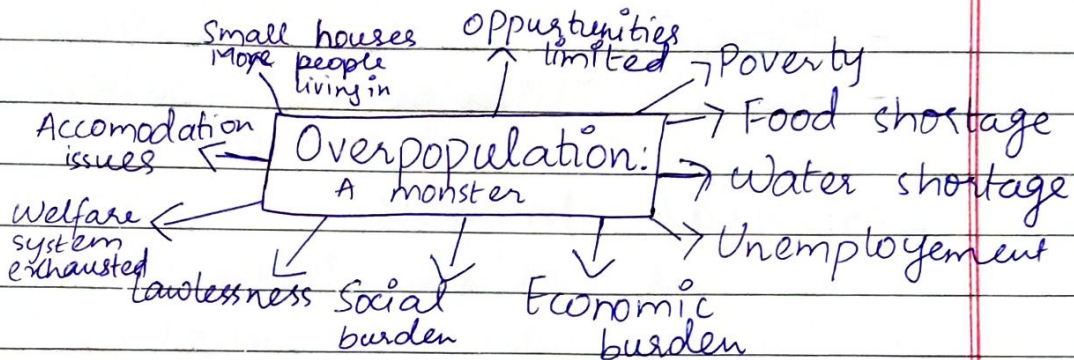 Small houses
More people
living in
Oppurtunities
limited
Poverty
Accomodation
issues
Overpopulation:
A monster
Food shortage
Water shortage
Welfare
system
exhausted
Unemployement
Lawlessness
Social
burden
Economic
burden